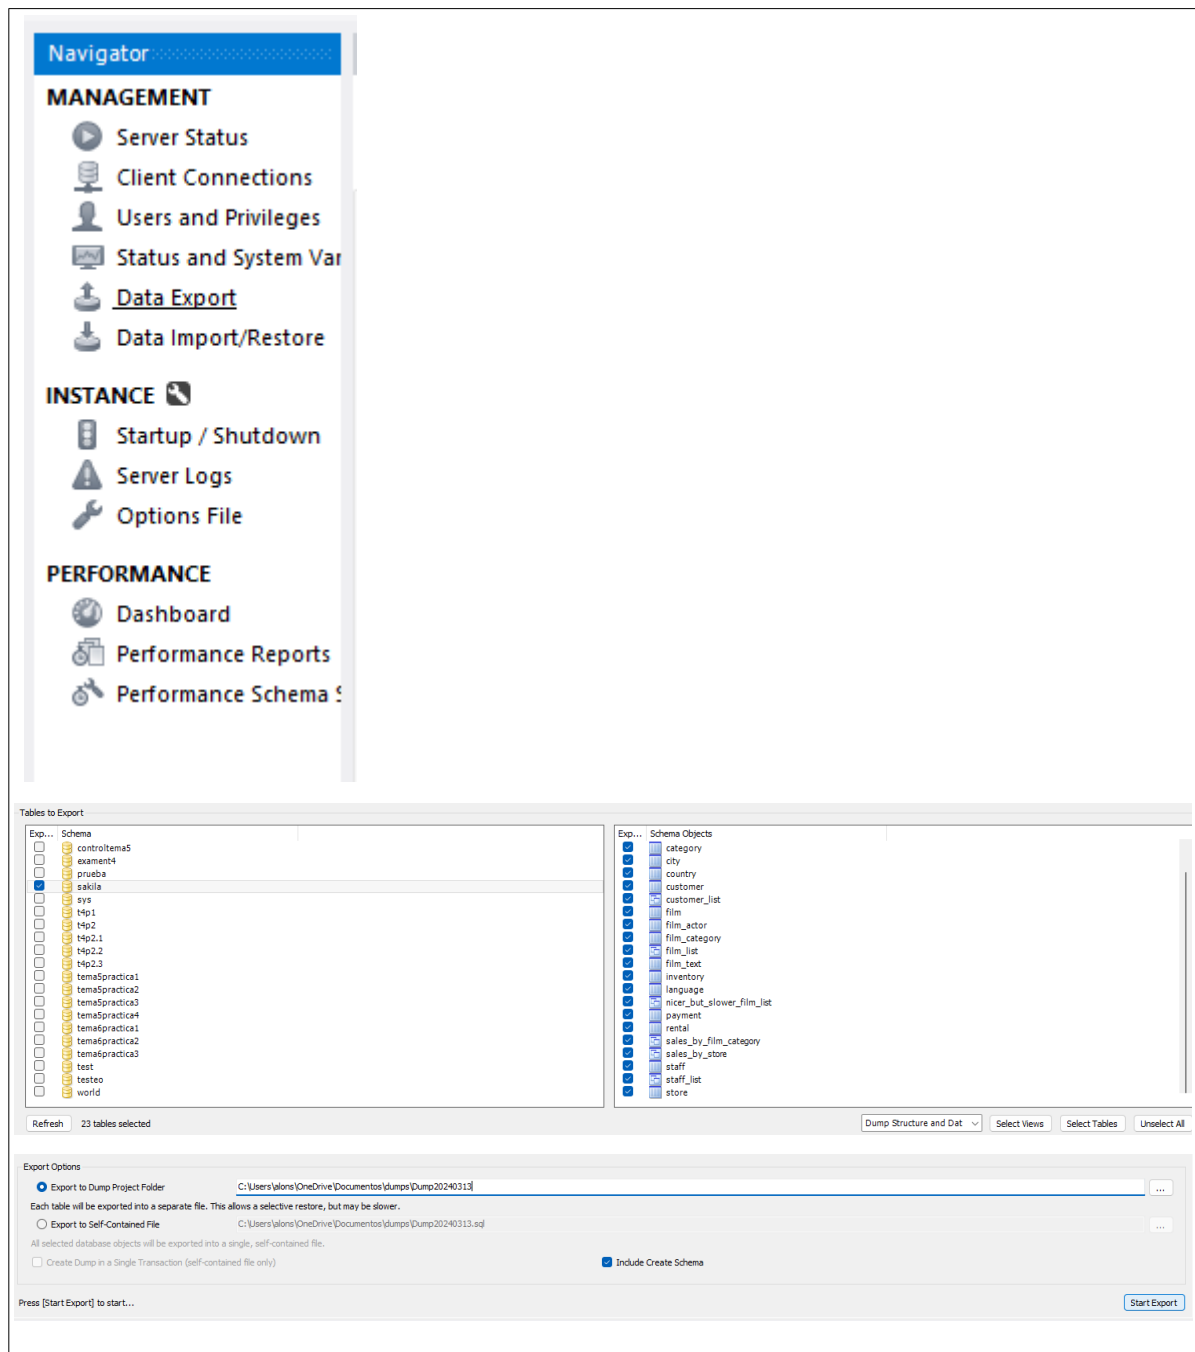 Navigator
MANAGEMENT
Server Status
Client Connections
Users and Privileges
Status and System Var
Data Export
Data Import/Restore
INSTANCE
Startup / Shutdown
Server Logs
Options File
PERFORMANCE
Dashboard
Performance Reports
Performance Schema S
Tables to Export
Exp... Schema
controltema5
exament4
prueba
sakila
sys
t4p1
t4p2
t4p2.1
t4p2.2
t4p2.3
tema5practica1
tema5practica2
tema5practica3
tema5practica4
tema6practica1
tema6practica2
tema6practica3
test
testeo
world
Exp... Schema Objects
category
city
country
customer
customer_list
film
film_actor
film_category
film_list
film_text
inventory
language
nicer_but_slower_film_list
payment
rental
sales_by_film_category
sales_by_store
staff
staff_list
store
Refresh 23 tables selected Dump Structure and Dat Select Views Select Tables Unselect All
Export Options
Export to Dump Project Folder C:\Users\alons\OneDrive\Documentos\dumps\Dump20240313 ...
Each table will be exported into a separate file. This allows a selective restore, but may be slower.
Export to Self-Contained File C:\Users\alons\OneDrive\Documentos\dumps\Dump20240313.sql ...
All selected database objects will be exported into a single, self-contained file.
Create Dump in a Single Transaction (self-contained file only) Include Create Schema
Press [Start Export] to start... Start Export